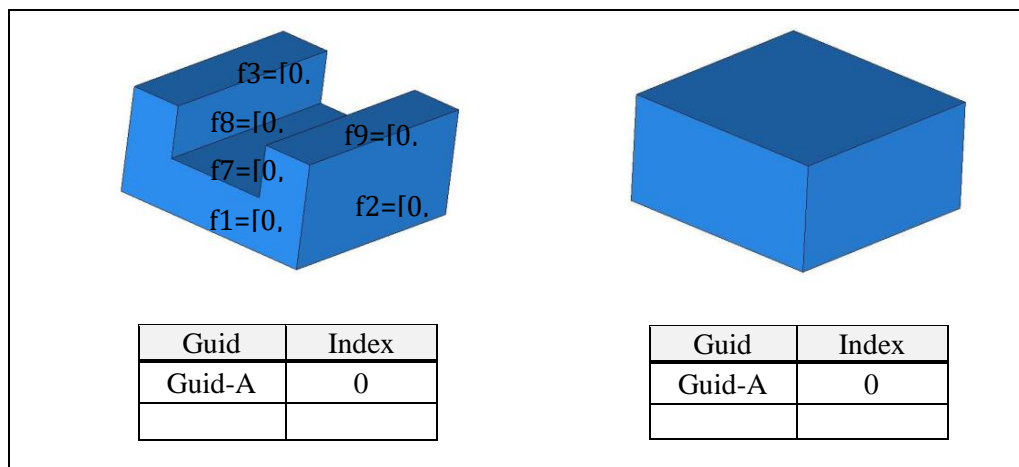 f3=⌈0.
f8=⌈0.
f9=⌈0.
f7=⌈0.
f2=⌈0.
f1=⌈0.
Guid Index
Guid-A 0
Guid Index
Guid-A 0